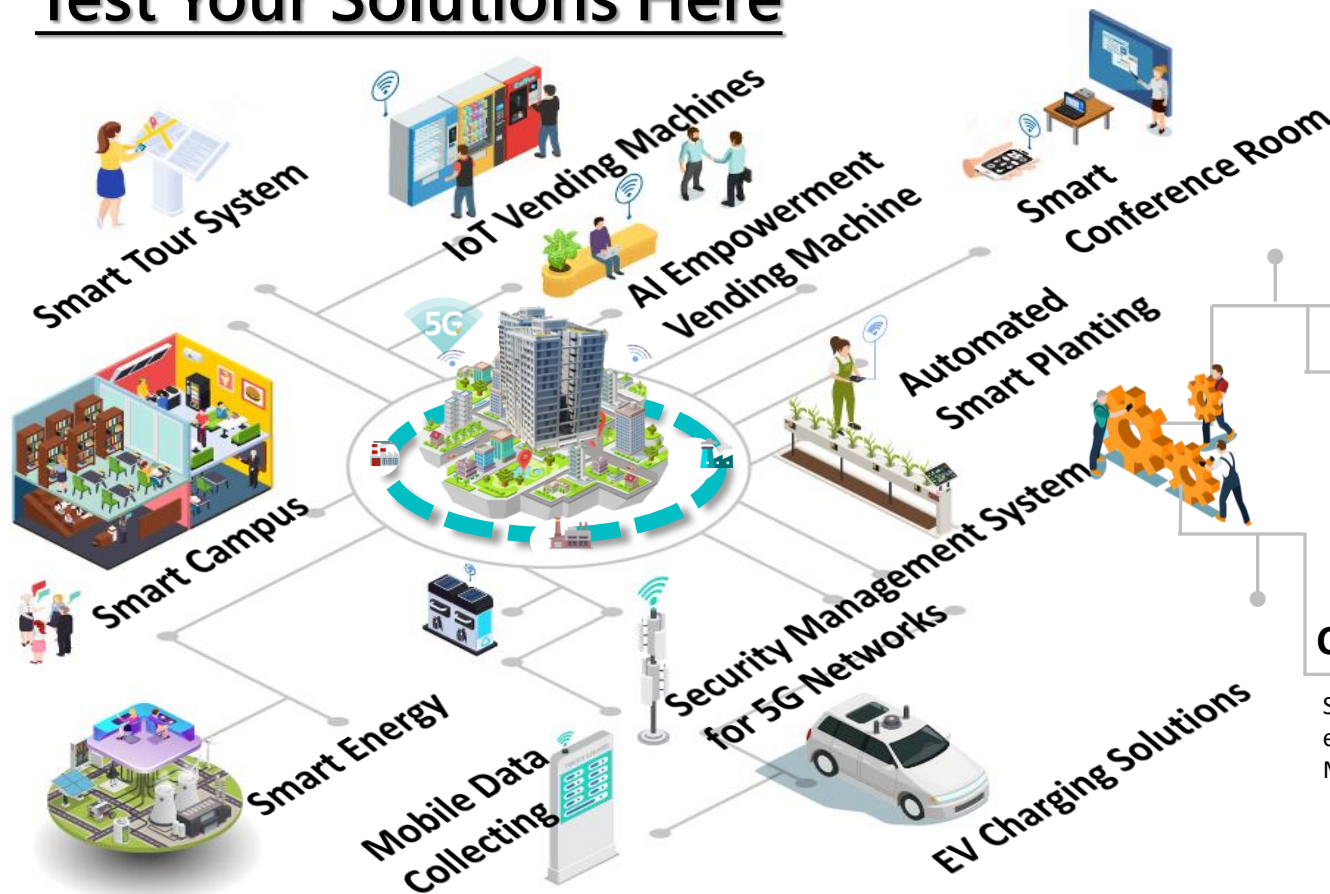 Test Your Solutions Here
Smart Tour System
IoT Vending Machines
AI Empowerment
Vending Machine
Smart
Conference Room
5G
Automated
Smart Planting
Smart Campus
Security Management System
for 5G Networks
Smart Energy
Mobile Data
Collecting
EV Charging Solutions